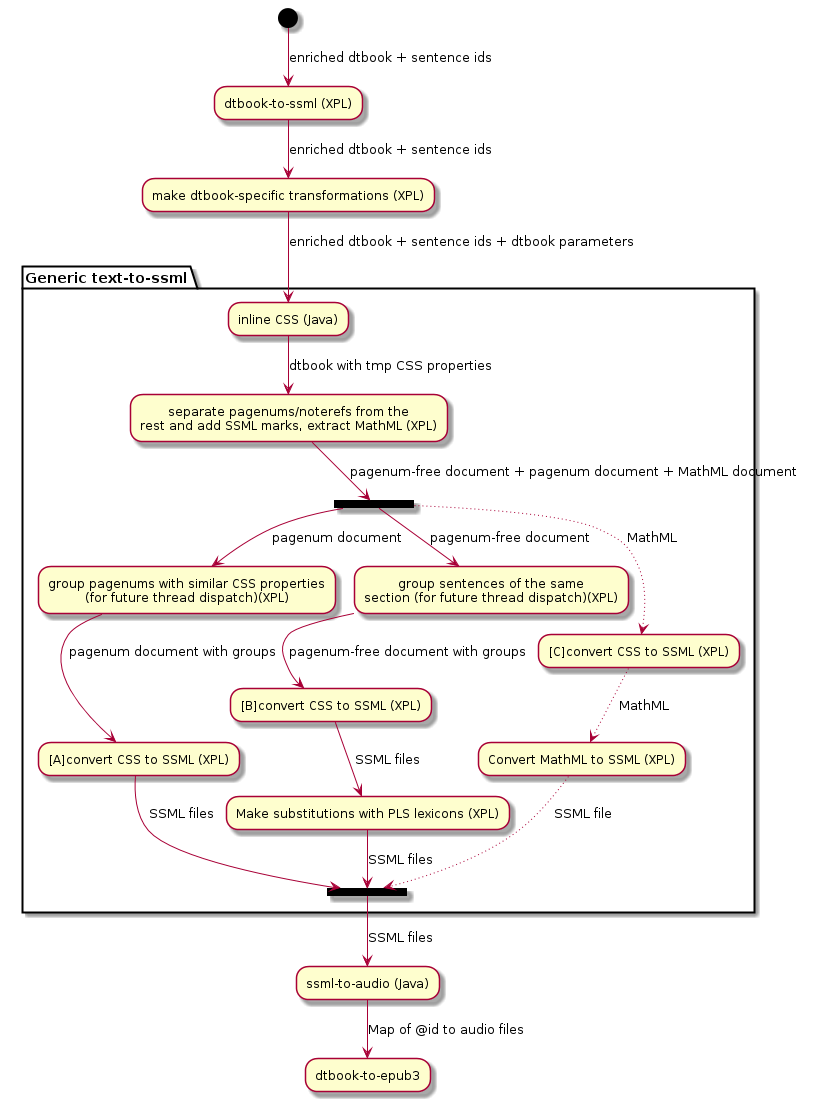 enriched dtbook + sentence ids
dtbook-to-ssml (XPL)
enriched dtbook + sentence ids
make dtbook-specific transformations (XPL)
enriched dtbook + sentence ids + dtbook parameters
Generic text-to-ssml
inline CSS (Java)
dtbook with tmp CSS properties
separate pagenums/noterefs from the
rest and add SSML marks, extract MathML (XPL)
pagenum-free document + pagenum document + MathML document
pagenum document
pagenum-free document
MathML
group pagenums with similar CSS properties
(for future thread dispatch)(XPL)
group sentences of the same
section (for future thread dispatch)(XPL)
pagenum document with groups
pagenum-free document with groups
[C]convert CSS to SSML (XPL)
[B]convert CSS to SSML (XPL)
MathML
[A]convert CSS to SSML (XPL)
SSML files
Convert MathML to SSML (XPL)
SSML files
Make substitutions with PLS lexicons (XPL)
SSML file
SSML files
SSML files
ssml-to-audio (Java)
Map of @id to audio files
dtbook-to-epub3